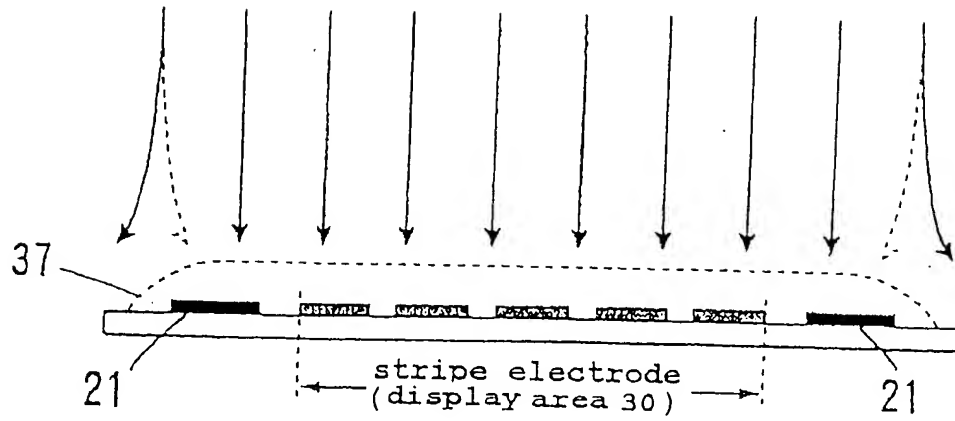 37
stripe electrode
(display area 30)
21
21